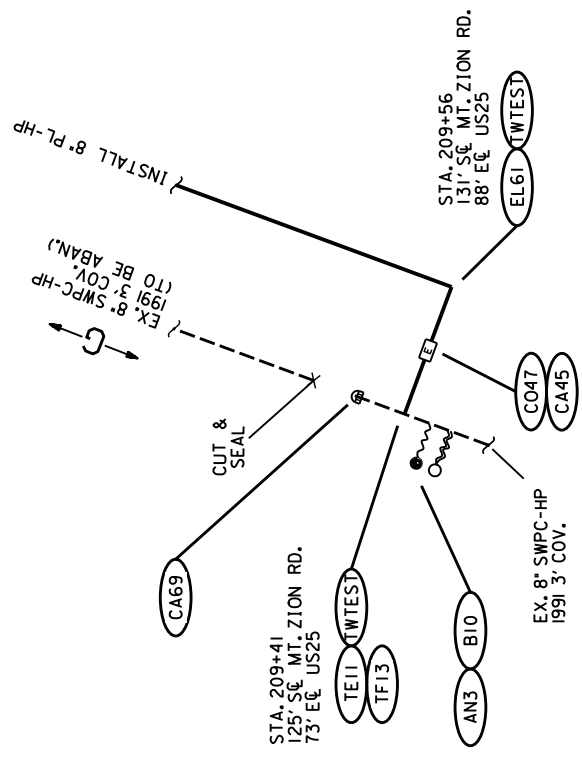 INSTALL 8" PL-HP
EX. 8" SWPC-HP
1991 3' COV.
(TO BE ABAN.)
G
CUT &
SEAL
CA69
STA. 209+56
131' S℄ MT. ZION RD.
88' E℄ US25
EL61 TWTEST
E
CO47
CA45
STA. 209+41
125' S℄ MT. ZION RD.
73' E℄ US25
TE11 TWTEST
TF13
AN3 B10
EX. 8" SWPC-HP
1991 3' COV.